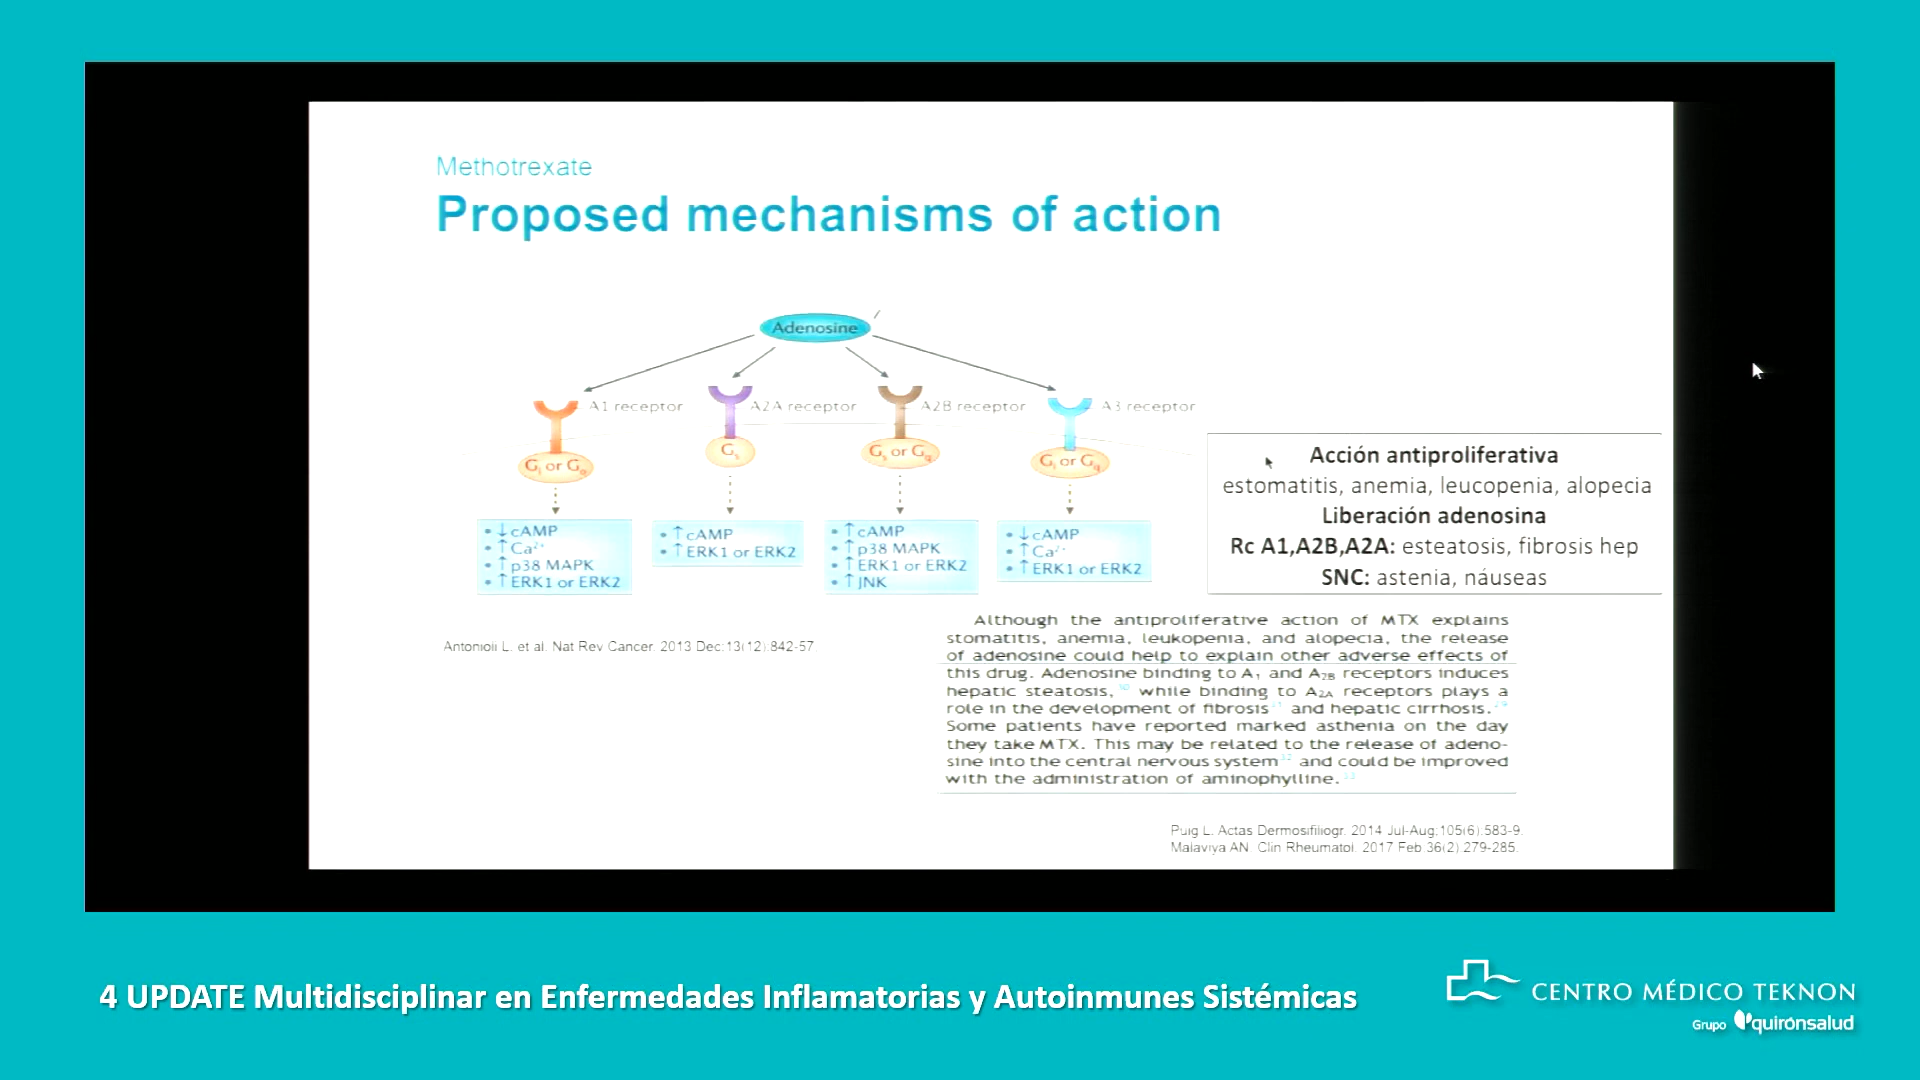 Methotrexate
Proposed mechanisms of action
Adenosine
A1 receptor
A2A receptor
A2B receptor
A3 receptor
Gi or Go
Gs
Gs or Gq
Gi or Gq
• ↓cAMP
• ↑Ca2+
• ↑p38 MAPK
• ↑ERK1 or ERK2
• ↑cAMP
• ↑ERK1 or ERK2
• ↑cAMP
• ↑p38 MAPK
• ↑ERK1 or ERK2
• ↑JNK
• ↓cAMP
• ↑Ca2+
• ↑ERK1 or ERK2
Acción antiproliferativa
estomatitis, anemia, leucopenia, alopecia
Liberación adenosina
Rc A1,A2B,A2A: esteatosis, fibrosis hep
SNC: astenia, náuseas
Antonioli L. et al. Nat Rev Cancer. 2013 Dec;13(12):842-57.
Although the antiproliferative action of MTX explains
stomatitis, anemia, leukopenia, and alopecia, the release
of adenosine could help to explain other adverse effects of
this drug. Adenosine binding to A1 and A2B receptors induces
hepatic steatosis,30 while binding to A2A receptors plays a
role in the development of fibrosis31 and hepatic cirrhosis.29
Some patients have reported marked asthenia on the day
they take MTX. This may be related to the release of adeno-
sine into the central nervous system32 and could be improved
with the administration of aminophylline.33
Puig L. Actas Dermosifiliogr. 2014 Jul-Aug;105(6):583-9.
Malaviya AN. Clin Rheumatol. 2017 Feb;36(2):279-285.
4 UPDATE Multidisciplinar en Enfermedades Inflamatorias y Autoinmunes Sistémicas
CENTRO MÉDICO TEKNON
Grupo quirónsalud